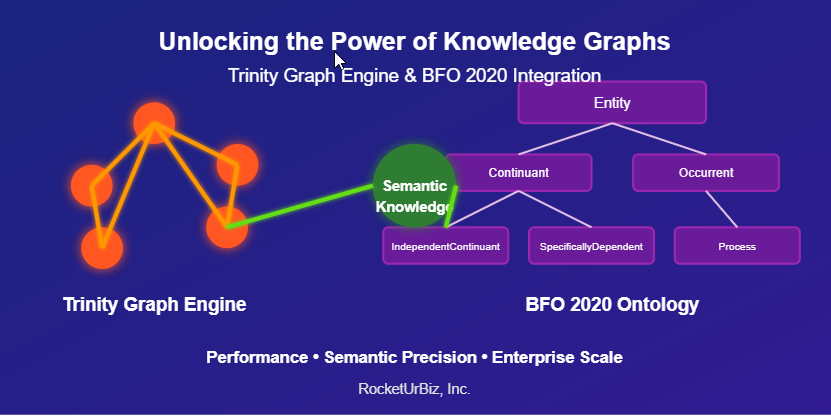 Unlocking the Power of Knowledge Graphs
Trinity Graph Engine & BFO 2020 Integration
Entity
Continuant
Occurrent
Semantic
Knowledge
IndependentContinuant
SpecificallyDependent
Process
Trinity Graph Engine
BFO 2020 Ontology
Performance • Semantic Precision • Enterprise Scale
RocketUrBiz, Inc.